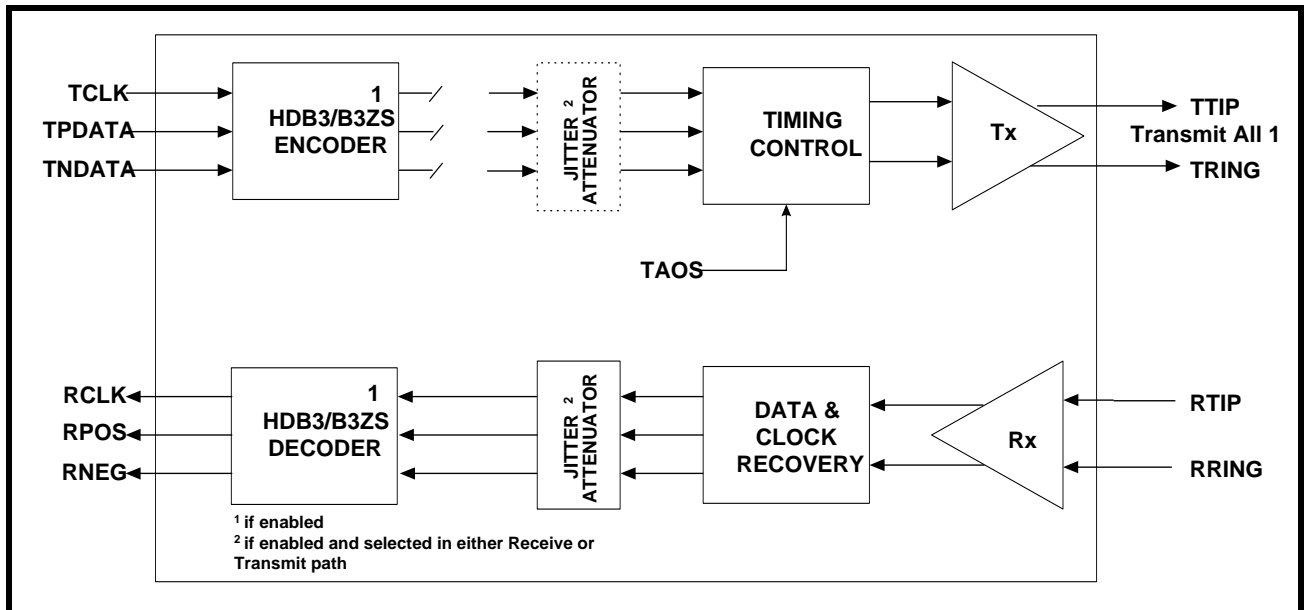 TCLK
TPDATA
TNDATA
1
HDB3/B3ZS
ENCODER
JITTER 2
ATTENUATOR
TIMING
CONTROL
Tx
TTIP
Transmit All 1
TRING
TAOS
RCLK
RPOS
RNEG
1
HDB3/B3ZS
DECODER
JITTER 2
ATTENUATOR
DATA &
CLOCK
RECOVERY
Rx
RTIP
RRING
1 if enabled
2 if enabled and selected in either Receive or
Transmit path